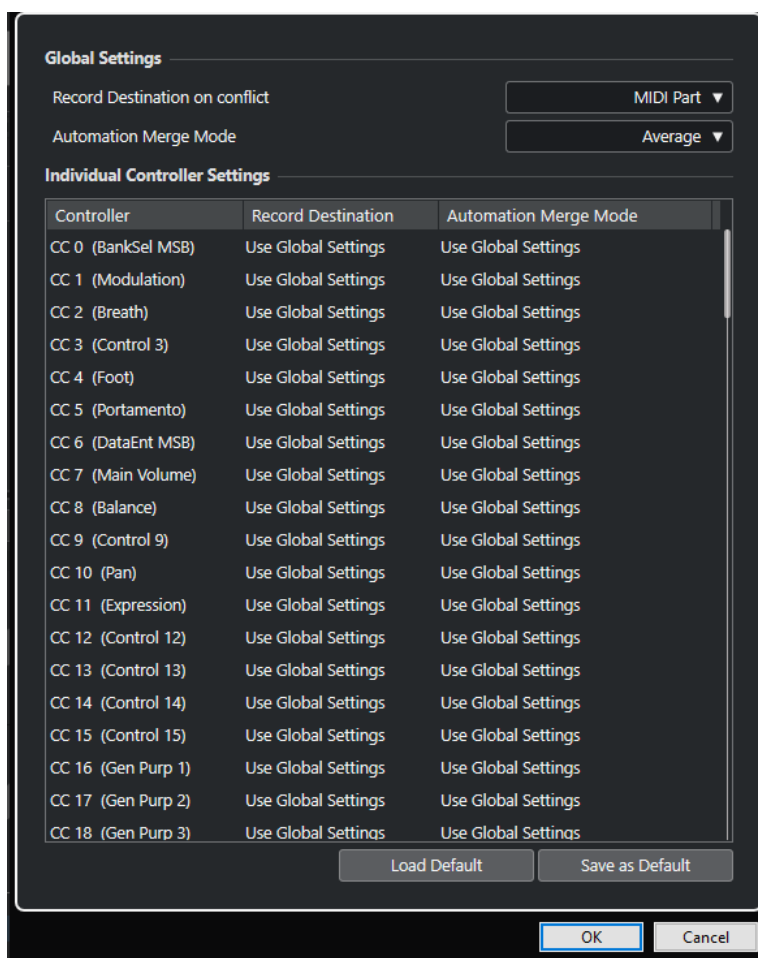 Global Settings
Record Destination on conflict MIDI Part ▼
Automation Merge Mode Average ▼
Individual Controller Settings
Controller Record Destination Automation Merge Mode
CC 0 (BankSel MSB) Use Global Settings Use Global Settings
CC 1 (Modulation) Use Global Settings Use Global Settings
CC 2 (Breath) Use Global Settings Use Global Settings
CC 3 (Control 3) Use Global Settings Use Global Settings
CC 4 (Foot) Use Global Settings Use Global Settings
CC 5 (Portamento) Use Global Settings Use Global Settings
CC 6 (DataEnt MSB) Use Global Settings Use Global Settings
CC 7 (Main Volume) Use Global Settings Use Global Settings
CC 8 (Balance) Use Global Settings Use Global Settings
CC 9 (Control 9) Use Global Settings Use Global Settings
CC 10 (Pan) Use Global Settings Use Global Settings
CC 11 (Expression) Use Global Settings Use Global Settings
CC 12 (Control 12) Use Global Settings Use Global Settings
CC 13 (Control 13) Use Global Settings Use Global Settings
CC 14 (Control 14) Use Global Settings Use Global Settings
CC 15 (Control 15) Use Global Settings Use Global Settings
CC 16 (Gen Purp 1) Use Global Settings Use Global Settings
CC 17 (Gen Purp 2) Use Global Settings Use Global Settings
CC 18 (Gen Purp 3) Use Global Settings Use Global Settings
Load Default Save as Default
OK Cancel